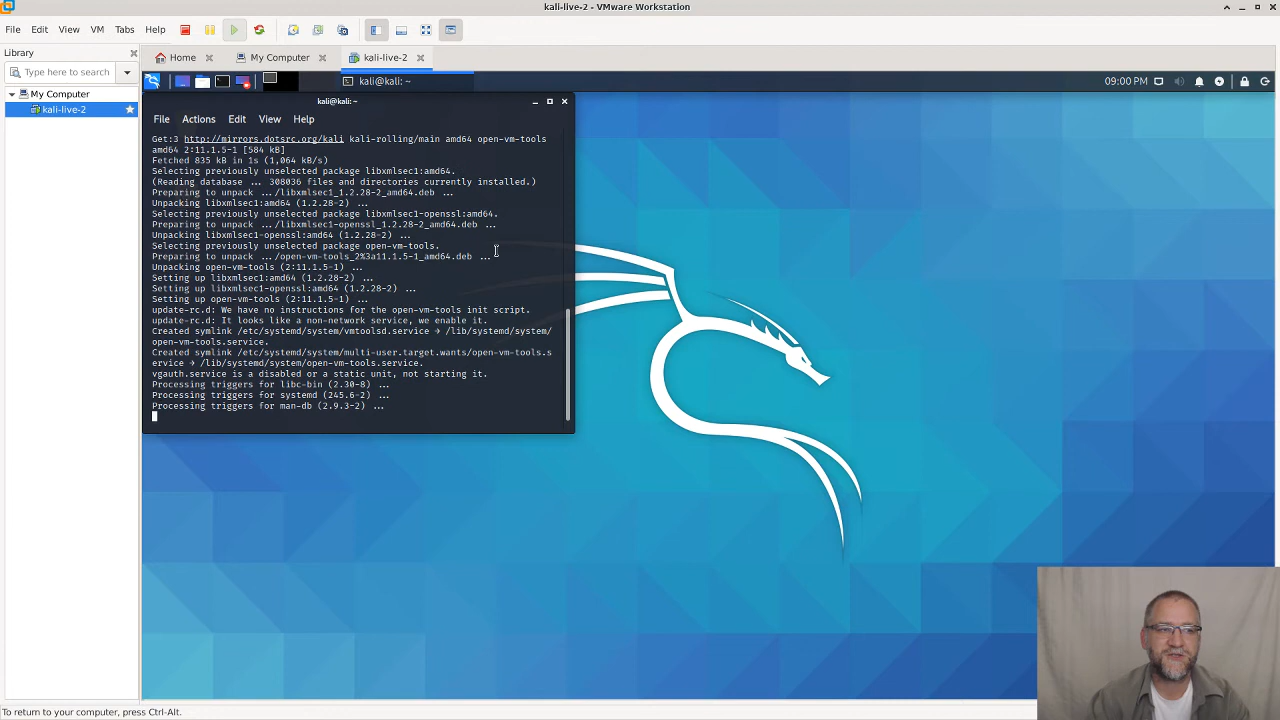 kali-live-2 - VMware Workstation
File Edit View VM Tabs Help
Library
Type here to search
My Computer
kali-live-2
Home
My Computer
kali-live-2
kali@kali: ~
09:00 PM
kali@kali: ~
File Actions Edit View Help
Get:3 http://mirrors.dotsrc.org/kali kali-rolling/main amd64 open-vm-tools
amd64 2:11.1.5-1 [584 kB]
Fetched 835 kB in 1s (1,064 kB/s)
Selecting previously unselected package libxmlsec1:amd64.
(Reading database ... 308036 files and directories currently installed.)
Preparing to unpack .../libxmlsec1_1.2.28-2_amd64.deb ...
Unpacking libxmlsec1:amd64 (1.2.28-2) ...
Selecting previously unselected package libxmlsec1-openssl:amd64.
Preparing to unpack .../libxmlsec1-openssl_1.2.28-2_amd64.deb ...
Unpacking libxmlsec1-openssl:amd64 (1.2.28-2) ...
Selecting previously unselected package open-vm-tools.
Preparing to unpack .../open-vm-tools_2%3a11.1.5-1_amd64.deb ...
Unpacking open-vm-tools (2:11.1.5-1) ...
Setting up libxmlsec1:amd64 (1.2.28-2) ...
Setting up libxmlsec1-openssl:amd64 (1.2.28-2) ...
Setting up open-vm-tools (2:11.1.5-1) ...
update-rc.d: We have no instructions for the open-vm-tools init script.
update-rc.d: It looks like a non-network service, we enable it.
Created symlink /etc/systemd/system/vmtoolsd.service → /lib/systemd/system/
open-vm-tools.service.
Created symlink /etc/systemd/system/multi-user.target.wants/open-vm-tools.s
ervice → /lib/systemd/system/open-vm-tools.service.
vgauth.service is a disabled or a static unit, not starting it.
Processing triggers for libc-bin (2.30-8) ...
Processing triggers for systemd (245.6-2) ...
Processing triggers for man-db (2.9.3-2) ...
To return to your computer, press Ctrl-Alt.